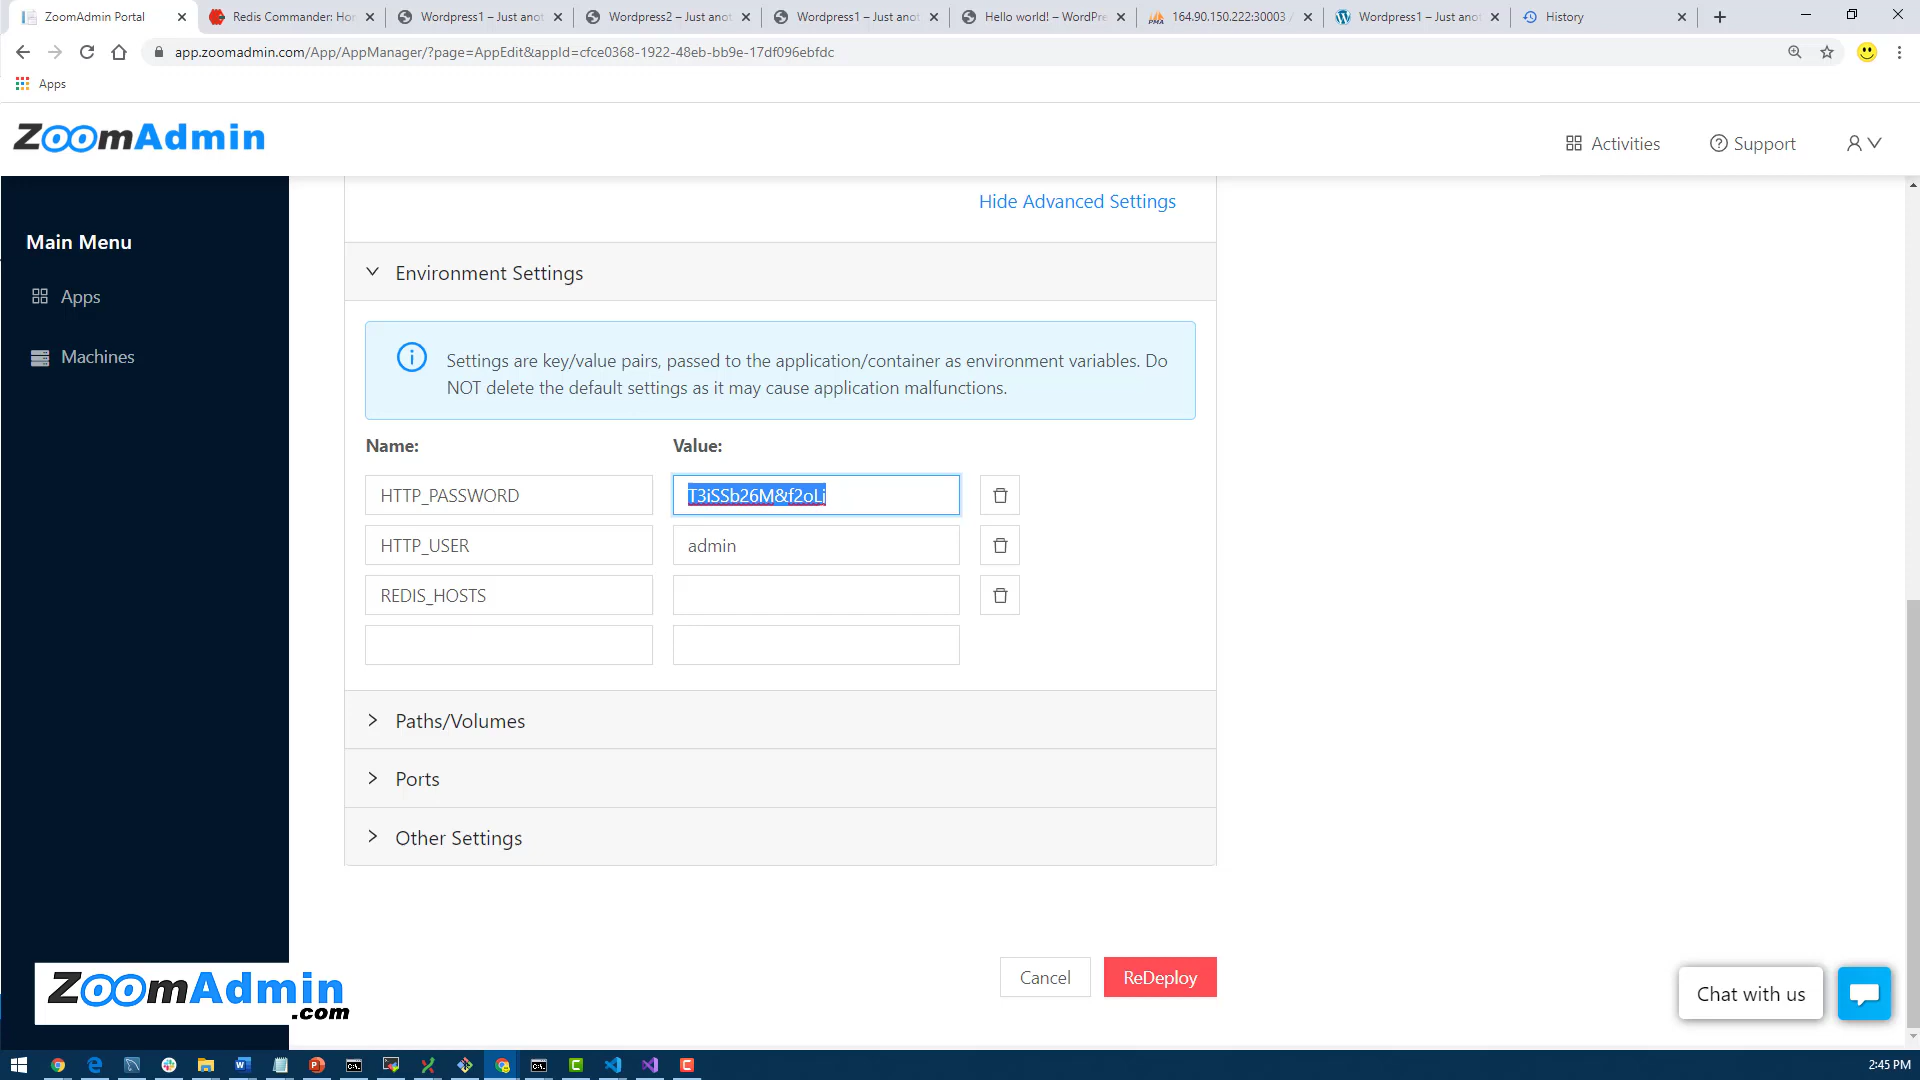 ZoomAdmin Portal
Redis Commander: Hor
Wordpress1 – Just anot
Wordpress2 – Just anot
Wordpress1 – Just anot
Hello world! – WordPre
164.90.150.222:30003 /
Wordpress1 – Just anot
History
app.zoomadmin.com/App/AppManager/?page=AppEdit&appId=cfce0368-1922-48eb-bb9e-17df096ebfdc
Apps
ZoomAdmin
Activities
Support
Main Menu
Apps
Machines
Hide Advanced Settings
Environment Settings
Settings are key/value pairs, passed to the application/container as environment variables. Do
NOT delete the default settings as it may cause application malfunctions.
Name:
Value:
HTTP_PASSWORD
T3iSSb26M&f2oLj
HTTP_USER
admin
REDIS_HOSTS
Paths/Volumes
Ports
Other Settings
Cancel
ReDeploy
Chat with us
ZoomAdmin
.com
2:45 PM